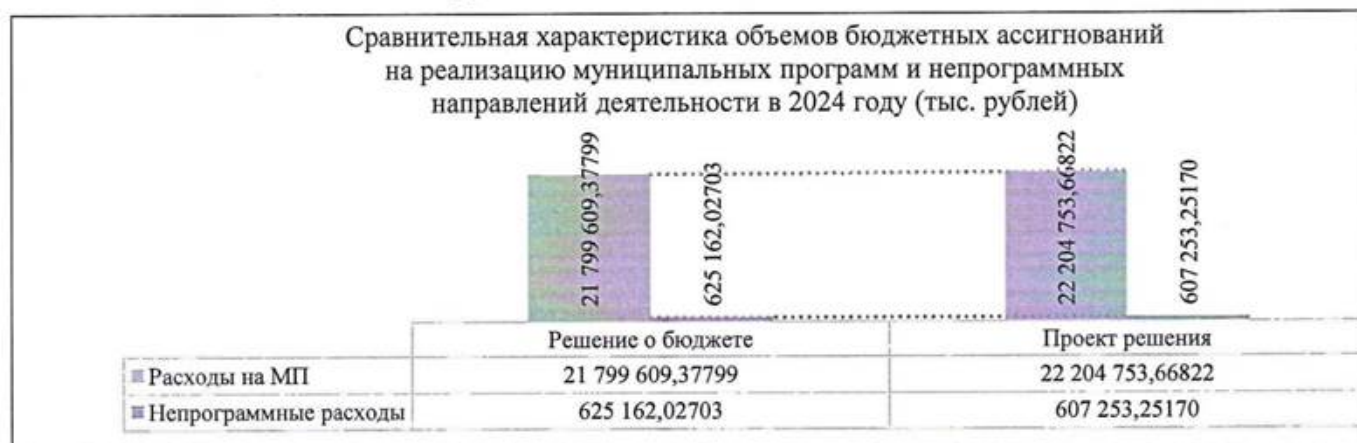 Сравнительная характеристика объемов бюджетных ассигнований
на реализацию муниципальных программ и непрограммных
направлений деятельности в 2024 году (тыс. рублей)
21 799 609,37799
625 162,02703
22 204 753,66822
607 253,25170
Решение о бюджете Проект решения
Расходы на МП 21 799 609,37799 22 204 753,66822
Непрограммные расходы 625 162,02703 607 253,25170